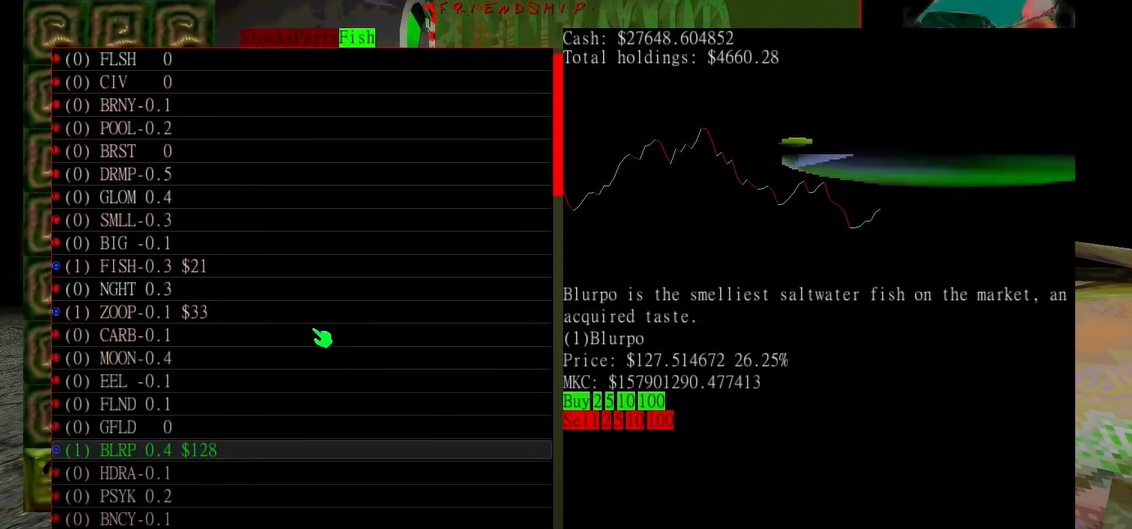 FRIENDSHIP.
Stocks Parts Fish
Cash: $27648.604852
Total holdings: $4660.28
(0) FLSH 0
(0) CIV 0
(0) BRNY-0.1
(0) POOL-0.2
(0) BRST 0
(0) DRMP-0.5
(0) GLOM 0.4
(0) SMLL-0.3
(0) BIG -0.1
(1) FISH-0.3 $21
(0) NGHT 0.3
(1) ZOOP-0.1 $33
(0) CARB-0.1
(0) MOON-0.4
(0) EEL -0.1
(0) FLND 0.1
(0) GFLD 0
(1) BLRP 0.4 $128
(0) HDRA-0.1
(0) PSYK 0.2
(0) BNCY-0.1
Blurpo is the smelliest saltwater fish on the market, an
acquired taste.
(1)Blurpo
Price: $127.514672 26.25%
MKC: $157901290.477413
Buy 2 5 10 100
Sell 2 5 10 100